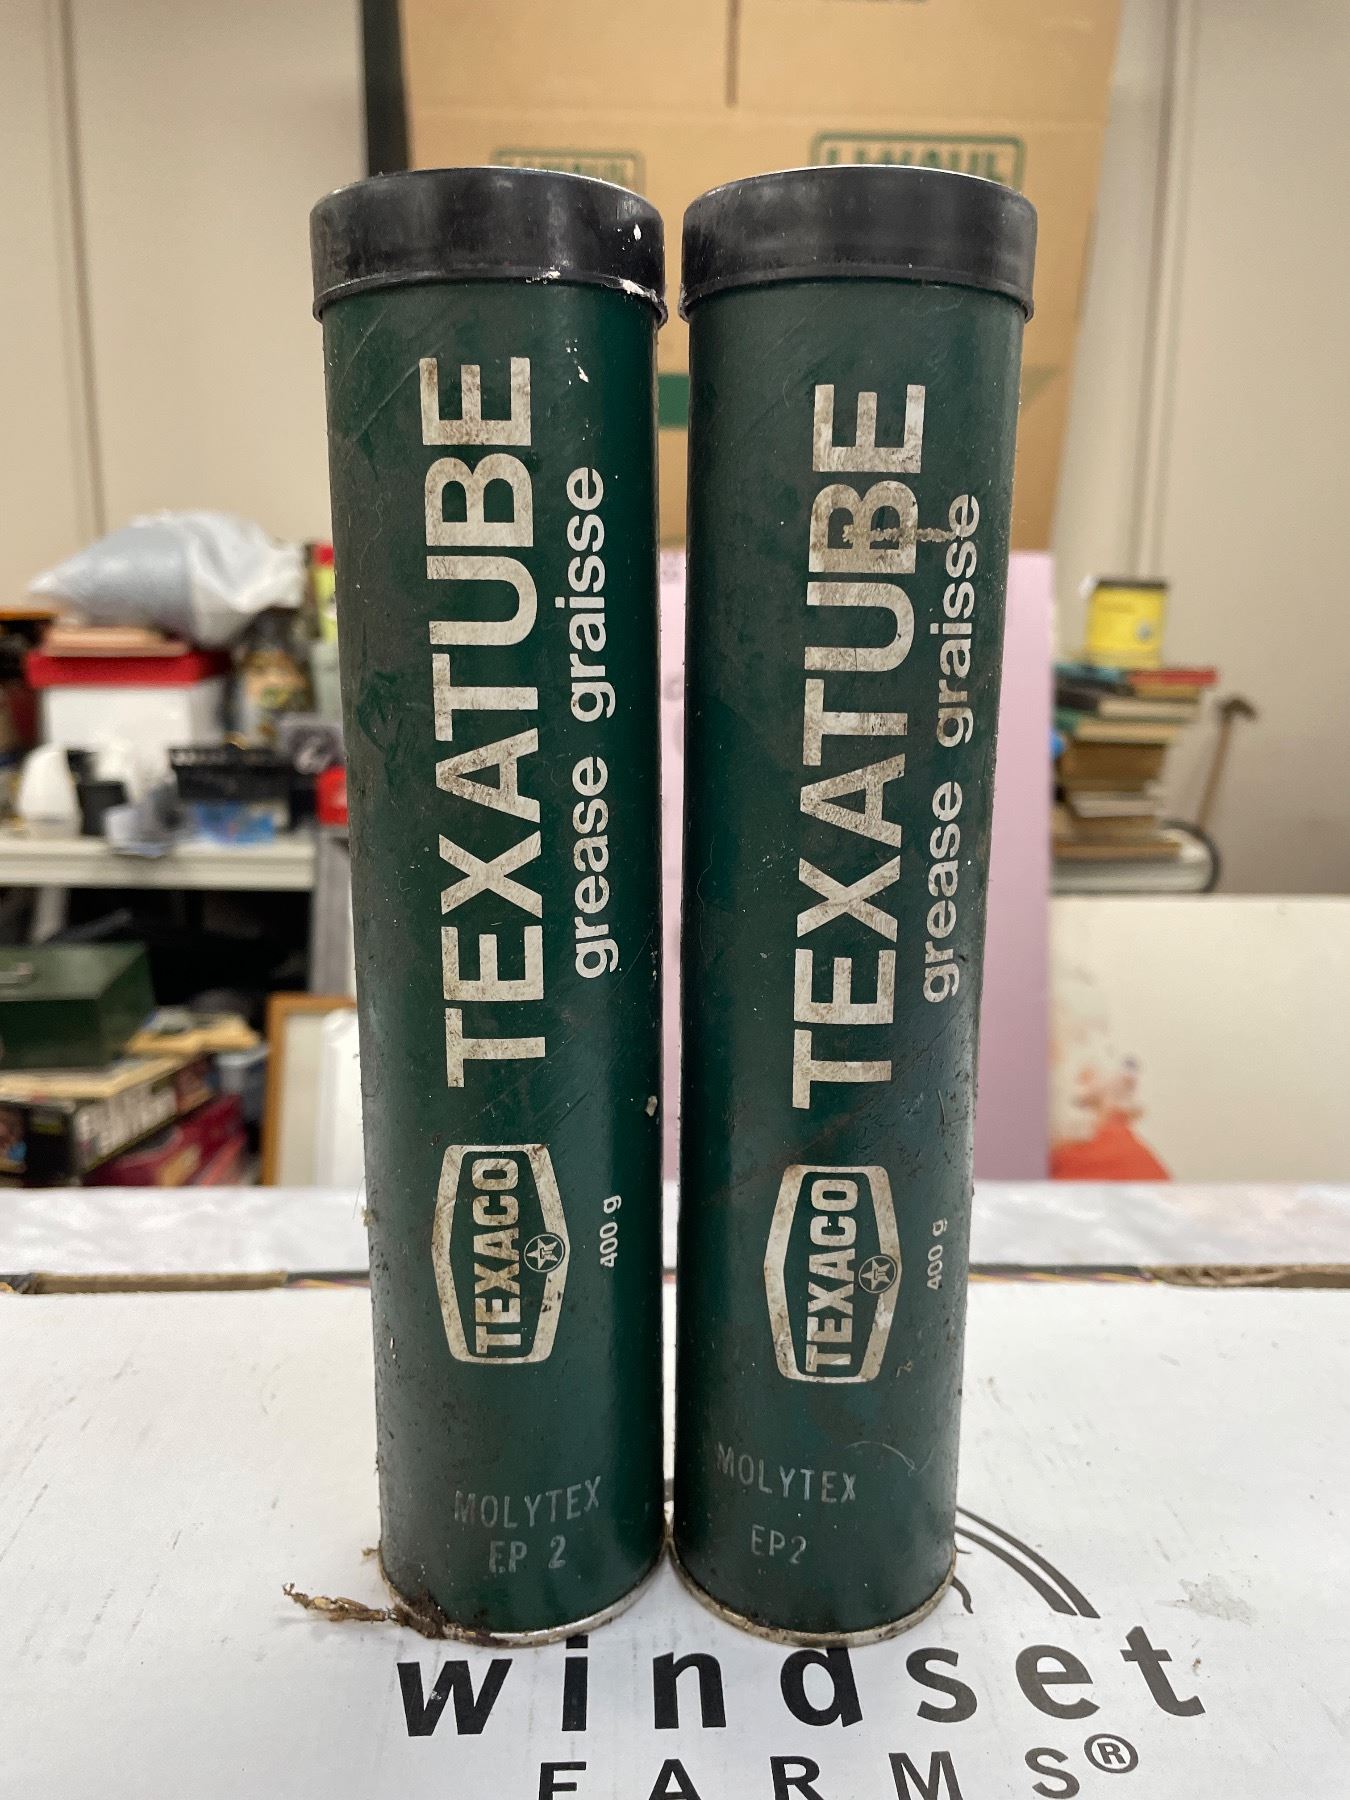 TEXATUBE
grease graisse
TEXACO
T
400 g
MOLYTEX
EP 2
TEXATUBE
grease graisse
TEXACO
T
400 g
MOLYTEX
EP2
windset
FARMS®